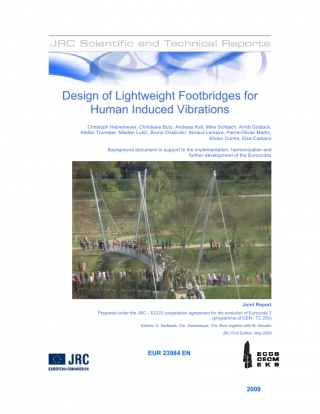 JRC Scientific and Technical Reports
Design of Lightweight Footbridges for
Human Induced Vibrations
Christoph Heinemeyer, Christiane Butz, Andreas Keil, Mike Schlaich, Arndt Goldack,
Stefan Trometer, Mladen Lukić, Bruno Chabrolin, Arnaud Lemaire, Pierre-Olivier Martin,
Álvaro Cunha, Elsa Caetano
Background document in support to the implementation, harmonization and
further development of the Eurocodes
Joint Report
Prepared under the JRC – ECCS cooperation agreement for the evolution of Eurocode 3
(programme of CEN / TC 250)
Editors: G. Sedlacek, Chr. Heinemeyer, Chr. Butz together with M. Géradin
JRC First Edition, May 2009
JRC
EUROPEAN COMMISSION
EUR 23984 EN
ECCS
CECM
EKS
2009